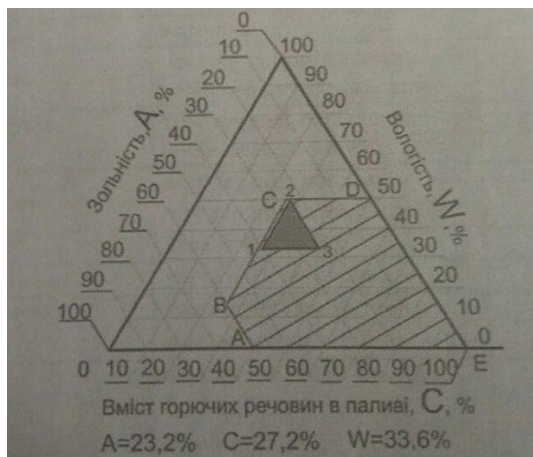 0
10
20
30
40
50
60
70
80
90
100
Зольність, A, %
100
90
80
70
60
50
40
30
20
10
0
Вологість, W, %
C 2 D
1 3
B
A
E
0 10 20 30 40 50 60 70 80 90 100
Вміст горючих речовин в паливі, C, %
A=23,2% C=27,2% W=33,6%